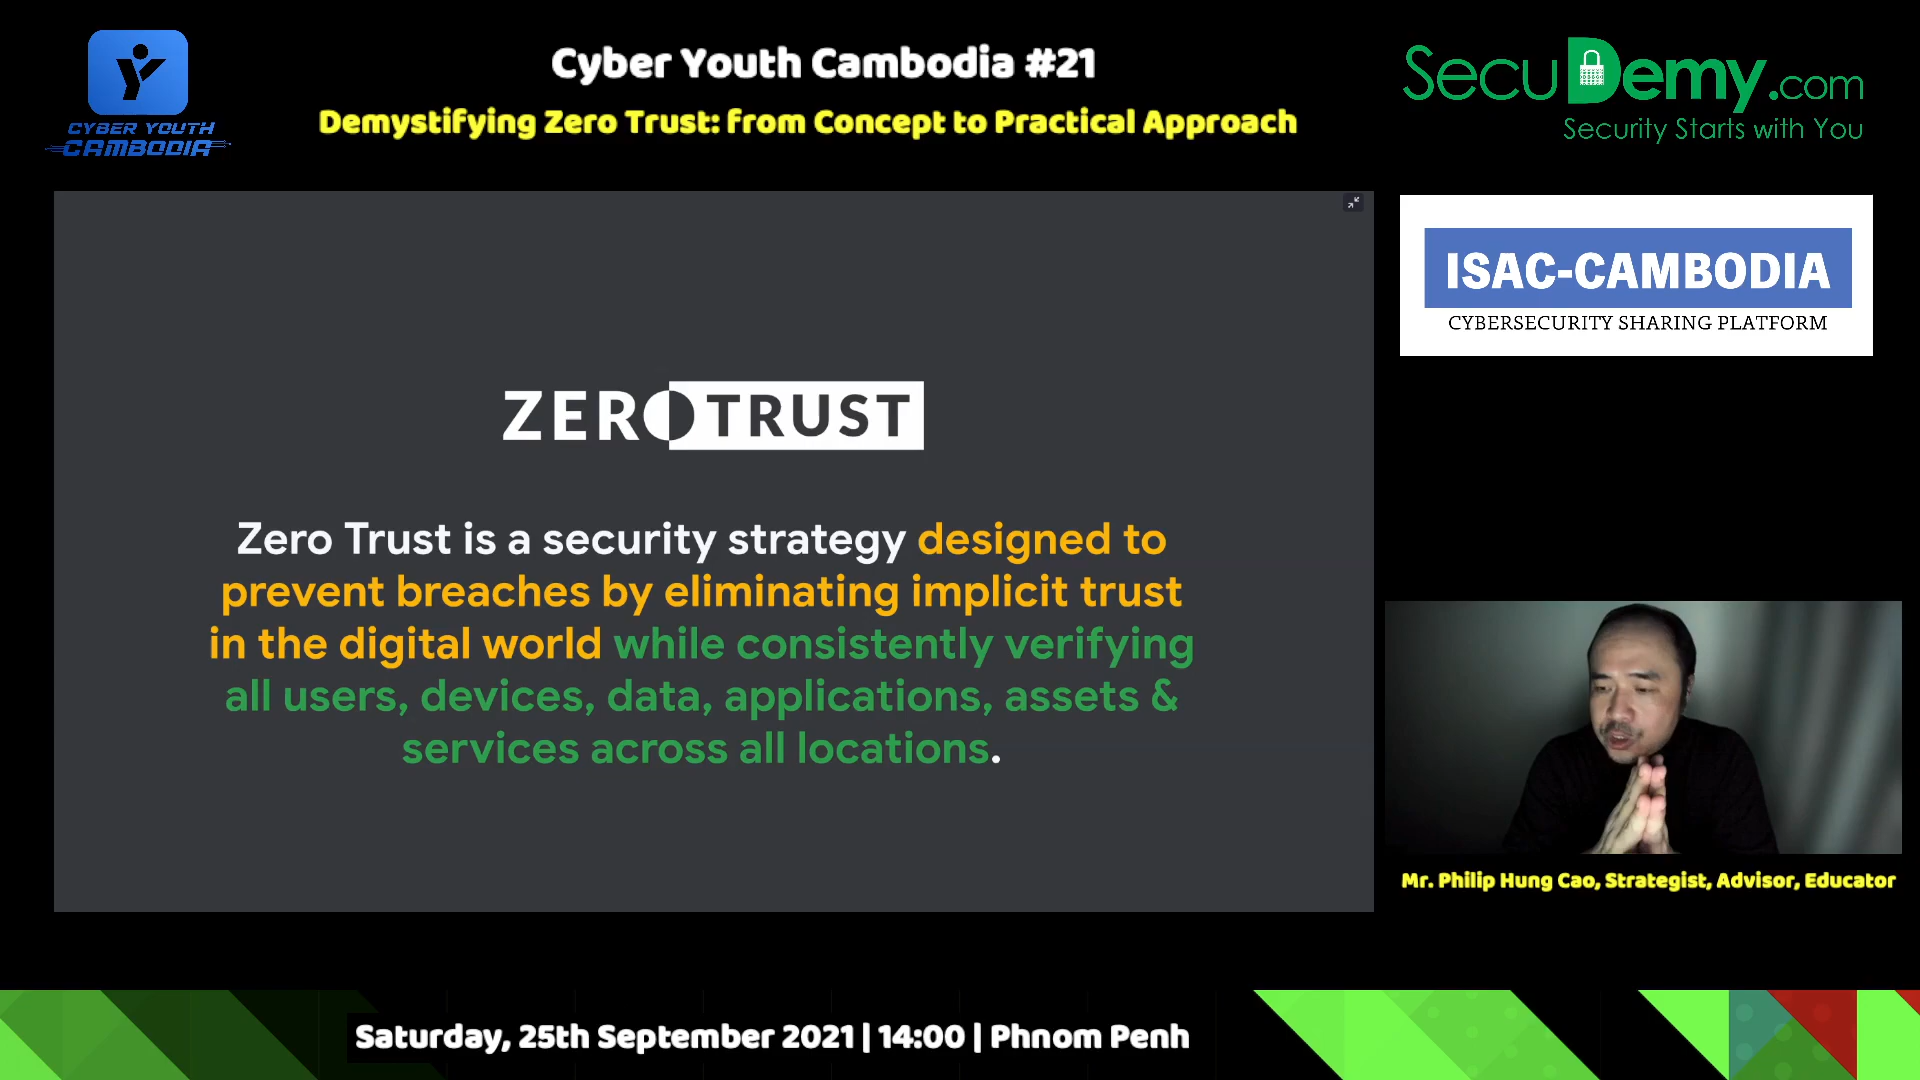 Cyber Youth Cambodia #21
Demystifying Zero Trust: from Concept to Practical Approach
CYBER YOUTH
CAMBODIA
SecuDemy.com
Security Starts with You
ISAC-CAMBODIA
CYBERSECURITY SHARING PLATFORM
ZERO TRUST
Zero Trust is a security strategy designed to
prevent breaches by eliminating implicit trust
in the digital world while consistently verifying
all users, devices, data, applications, assets &
services across all locations.
Mr. Philip Hung Cao, Strategist, Advisor, Educator
Saturday, 25th September 2021 | 14:00 | Phnom Penh